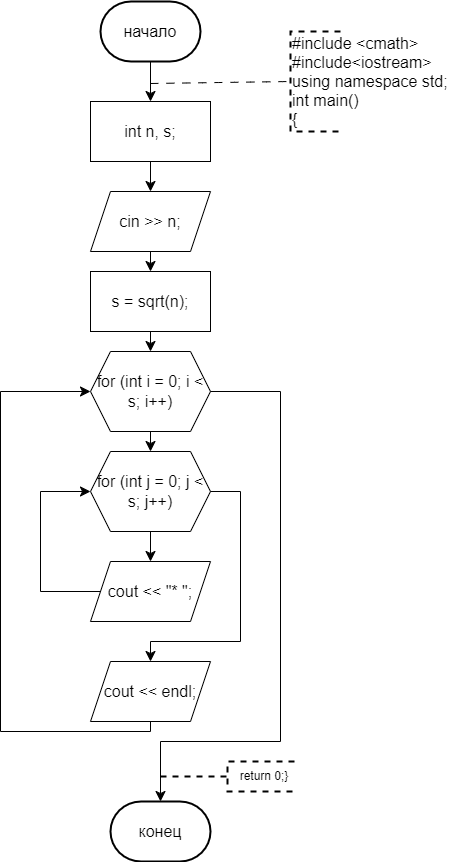 начало
#include <cmath>
#include<iostream>
using namespace std;
int main()
{
int n, s;
cin >> n;
s = sqrt(n);
for (int i = 0; i <
s; i++)
for (int j = 0; j <
s; j++)
cout << "* ";
cout << endl;
return 0;}
конец